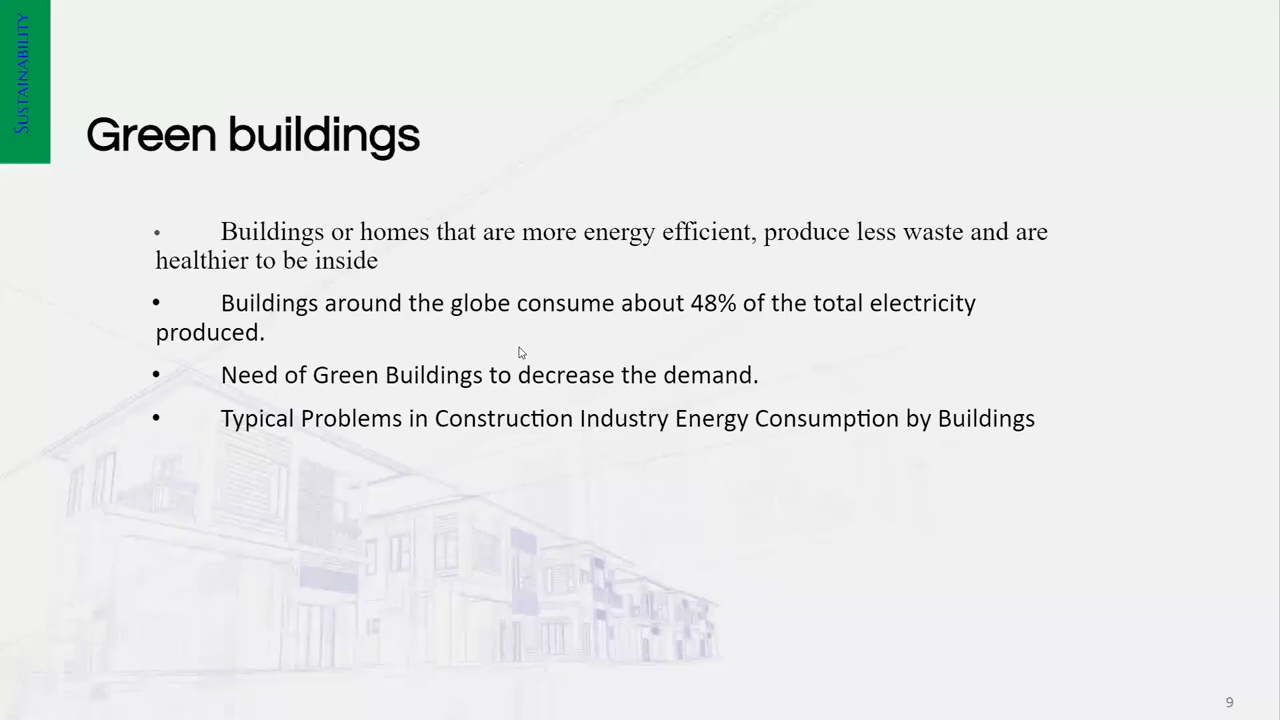 SUSTAINABILITY
Green buildings
• Buildings or homes that are more energy efficient, produce less waste and are
healthier to be inside
• Buildings around the globe consume about 48% of the total electricity
produced.
• Need of Green Buildings to decrease the demand.
• Typical Problems in Construction Industry Energy Consumption by Buildings
9